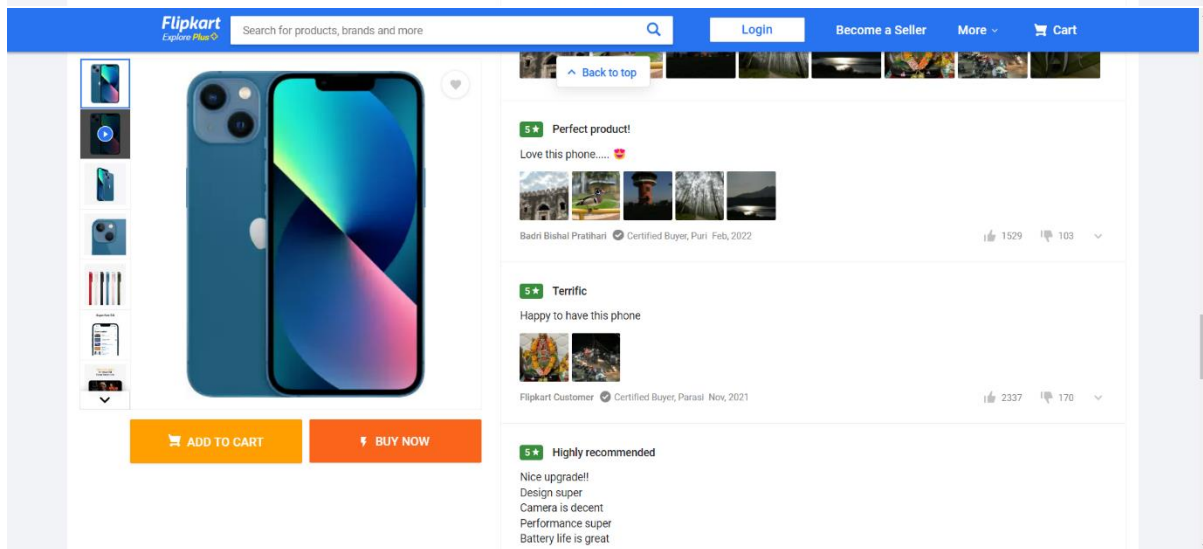 Flipkart
Explore Plus
Search for products, brands and more
Login
Become a Seller
More
Cart
Back to top
ADD TO CART
BUY NOW
5★ Perfect product!
Love this phone..... 😍
Badri Bishal Pratihari Certified Buyer, Puri Feb, 2022
1529 103
5★ Terrific
Happy to have this phone
Flipkart Customer Certified Buyer, Parasi Nov, 2021
2337 170
5★ Highly recommended
Nice upgrade!!
Design super
Camera is decent
Performance super
Battery life is great